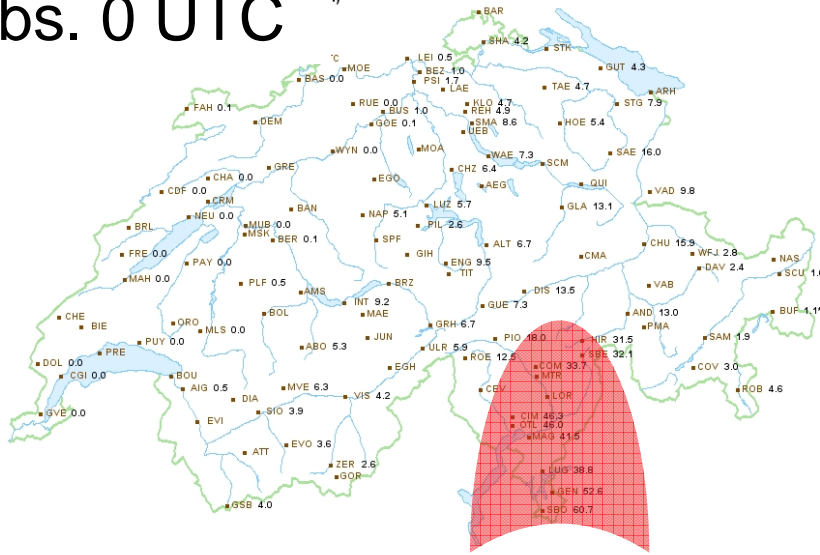 bs. 0 UTC
BAR
SHA 4.2
STK
°C
MOE
LEI 0.5
BEZ 1.0
PSI 1.7
LAE
GUT 4.3
BAS 0.0
TAE 4.7
ARH
FAH 0.1
RUE 0.0
BUS 1.0
KLO 4.7
REH 4.9
STG 7.9
DEM
GOE 0.1
SMA 8.6
UEB
HOE 5.4
WYN 0.0
MOA
WAE 7.3
SCM
SAE 16.0
GRE
CHZ 6.4
CHA 0.0
EGO
AEG
QUI
CDF 0.0
CRM
VAD 9.8
BAN
LUZ 5.7
GLA 13.1
NEU 0.0
NAP 5.1
BRL
MUB 0.0
MSK
PIL 2.6
BER 0.1
SPF
ALT 6.7
CHU 15.9
FRE 0.0
GIH
CMA
WFJ 2.8
NAS
PAY 0.0
ENG 9.5
TIT
DAV 2.4
MAH 0.0
SCU 1.
PLF 0.5
AMS
BRZ
DIS 13.5
VAB
INT 9.2
GUE 7.3
CHE
BOL
MAE
AND 13.0
BUF 1.1
BIE
ORO
MLS 0.0
GRH 6.7
PMA
PUY 0.0
JUN
PIO 18.0
HIR 31.5
SAM 1.9
PRE
ABO 5.3
ULR 5.9
ROE 12.5
SBE 32.1
DOL 0.0
EGH
COM 33.7
MTR
COV 3.0
CGI 0.0
BOU
AIG 0.5
MVE 6.3
CEV
ROB 4.6
DIA
VIS 4.2
LOR
GVE 0.0
SIO 3.9
CIM 46.3
EVI
OTL 46.0
MAG 41.5
EVO 3.6
ATT
ZER 2.6
GOR
LUG 38.8
GEN 52.6
GSB 4.0
SBO 60.7